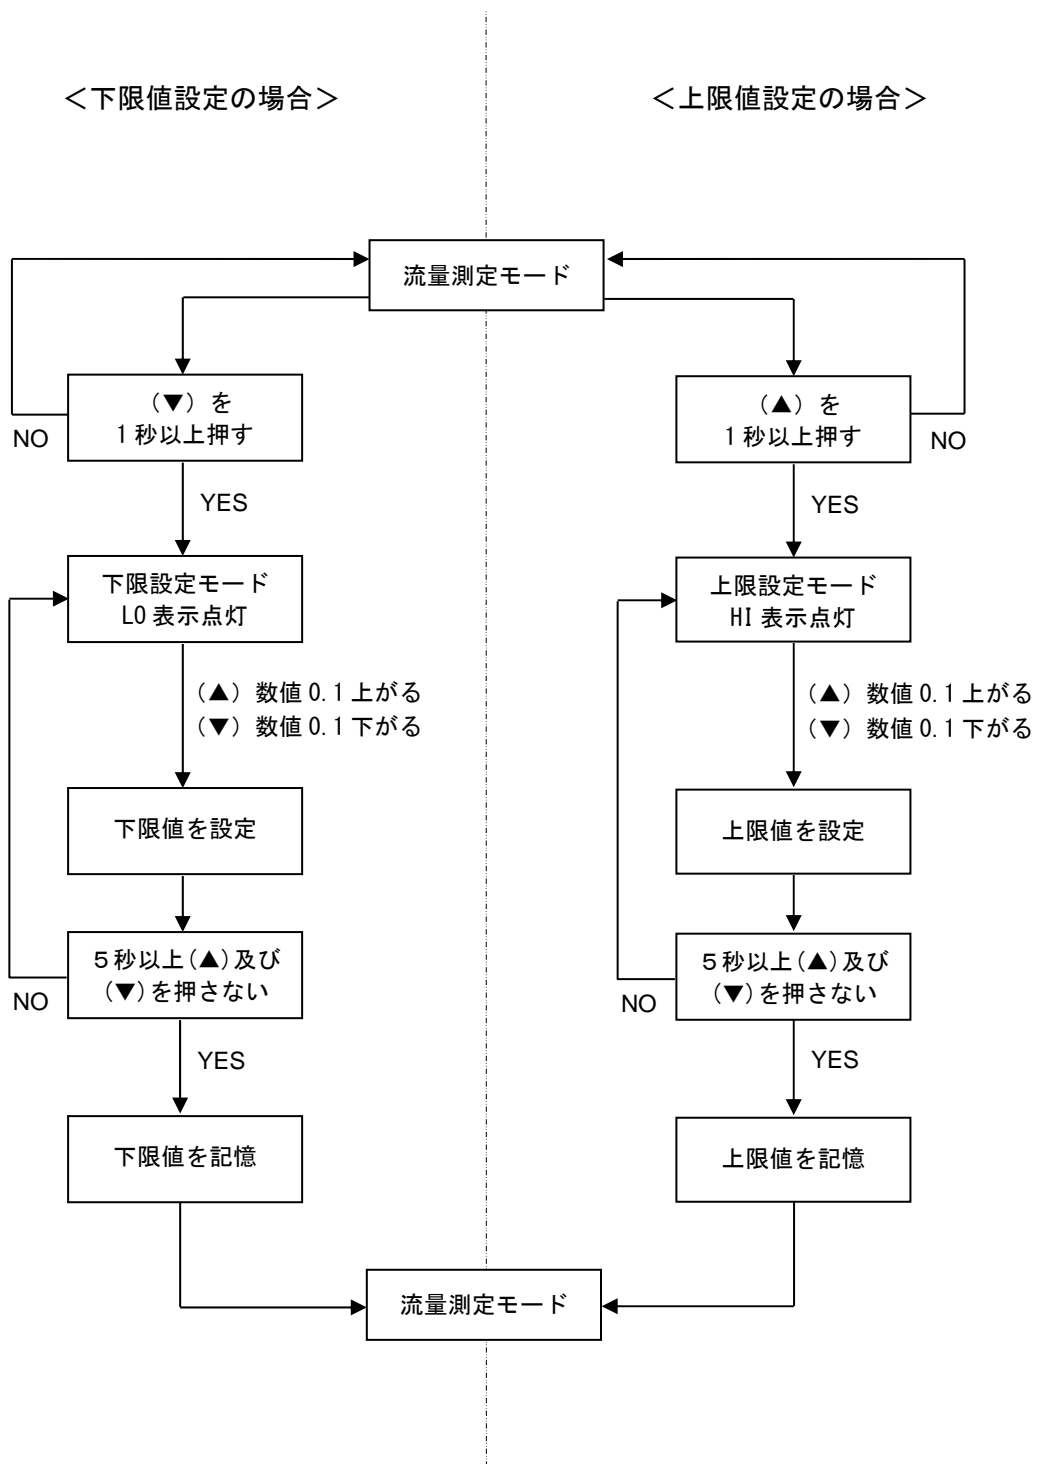 ＜下限値設定の場合＞
＜上限値設定の場合＞
流量測定モード
（▼）を
１秒以上押す
NO
YES
下限設定モード
LO 表示点灯
（▲）数値 0.1 上がる
（▼）数値 0.1 下がる
下限値を設定
５秒以上(▲)及び
(▼)を押さない
NO
YES
下限値を記憶
（▲）を
１秒以上押す
NO
YES
上限設定モード
HI 表示点灯
（▲）数値 0.1 上がる
（▼）数値 0.1 下がる
上限値を設定
５秒以上(▲)及び
(▼)を押さない
NO
YES
上限値を記憶
流量測定モード